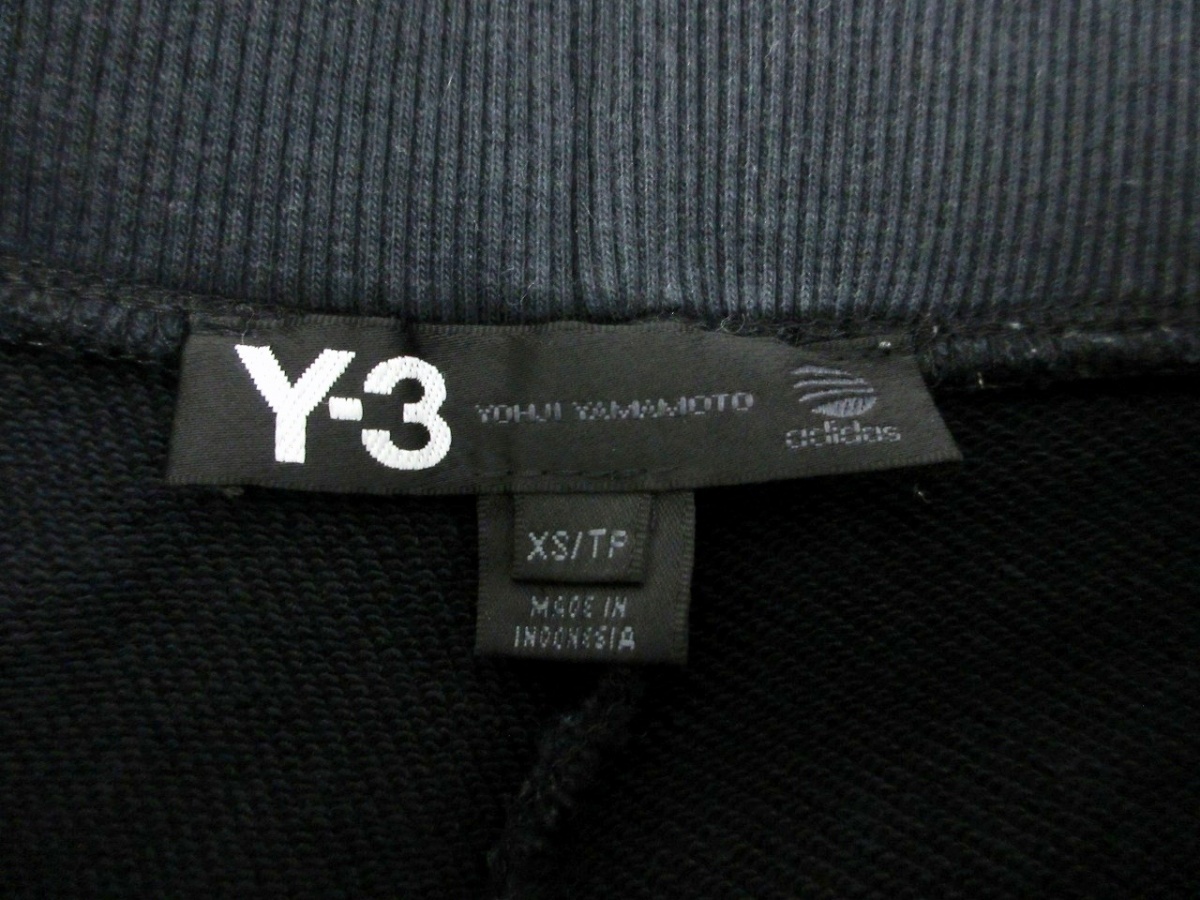 Y-3 YOHJI YAMAMOTO adidas
XS/TP
MADE IN
INDONESIA